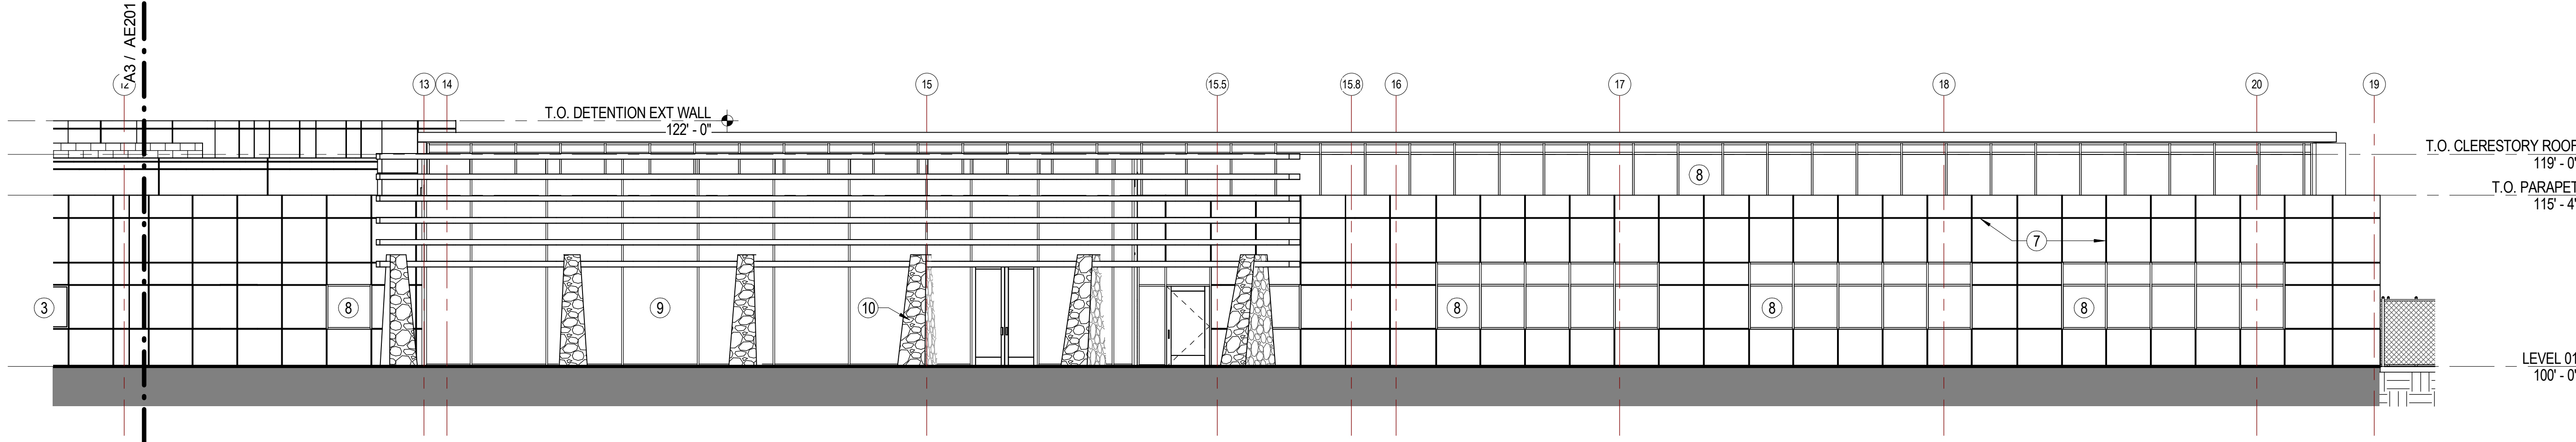 A3 / AE201
12
13
14
15
15.5
15.8
16
17
18
20
19
T.O. DETENTION EXT WALL
122' - 0"
T.O. CLERESTORY ROOF
119' - 0"
T.O. PARAPET
115' - 4"
8
7
3
8
9
10
8
8
8
LEVEL 01
100' - 0"